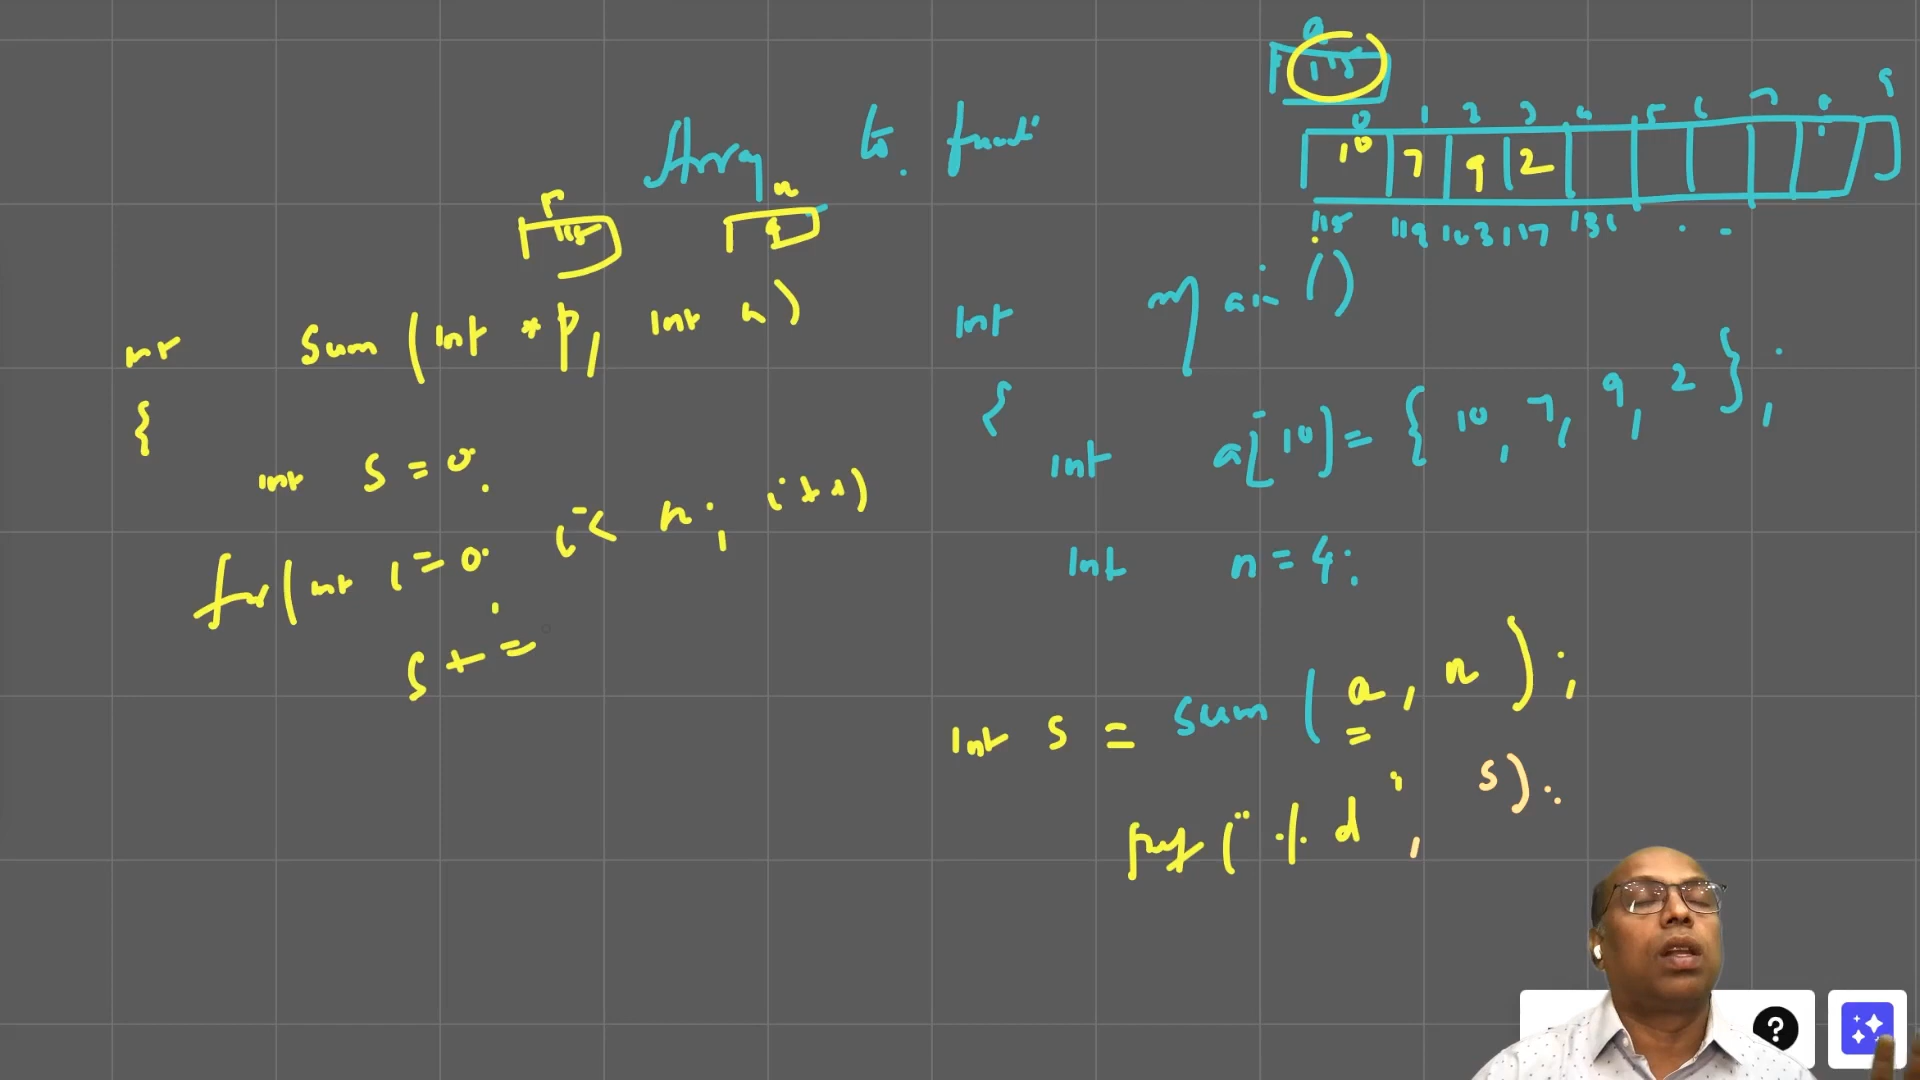 a
115
0 1 2 3 4 5 6 7 8 9
10 7 9 2
115 119 123 117 131 . . -
Array to funct
p n
115 4
int sum (int *p, int n)
{
int s = 0.
for(int i = 0; i < n; i++)
s + =
int main ()
{
int a[10] = { 10, 7, 9, 2 };
int n = 4;
int s = sum ( a, n );
prf (" % d ", s);
?